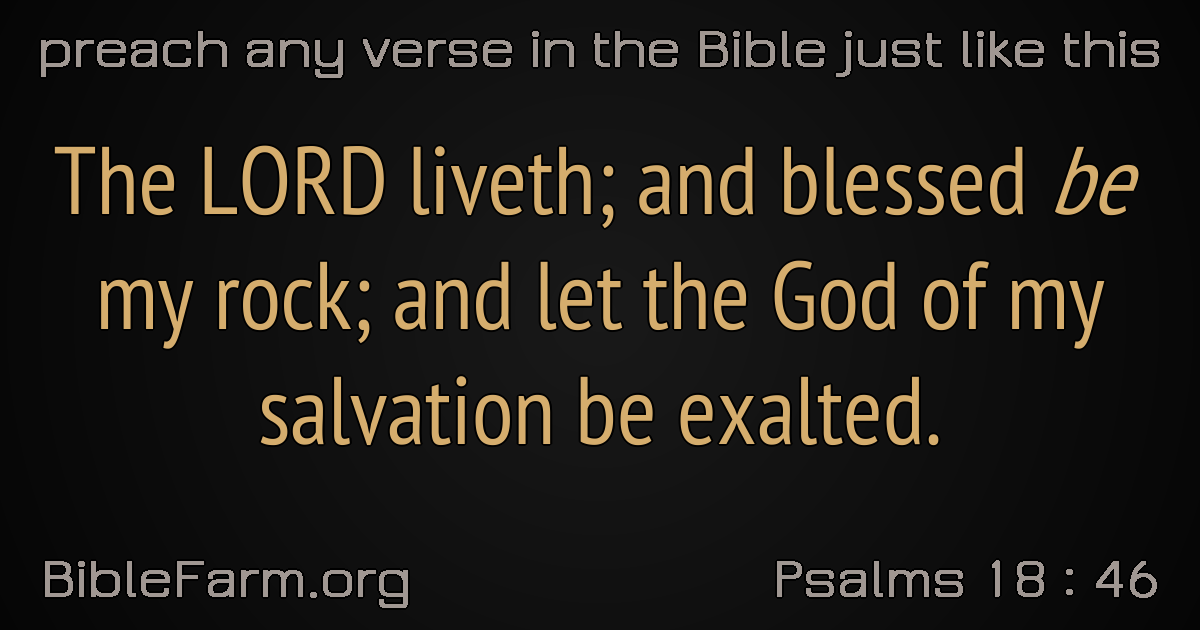 preach any verse in the Bible just like this
The LORD liveth; and blessed be
my rock; and let the God of my
salvation be exalted.
BibleFarm.org
Psalms 18 : 46